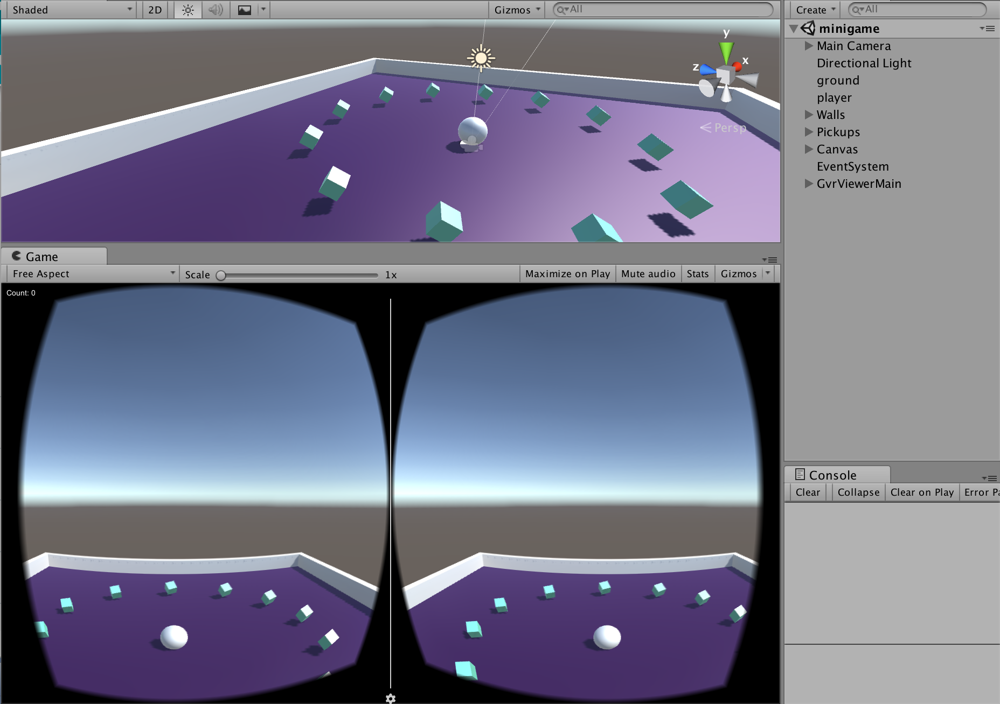 Shaded 2D Gizmos All
y
x
z
Persp
Game
Free Aspect Scale 1x Maximize on Play Mute audio Stats Gizmos
Count: 0
Create All
minigame
Main Camera
Directional Light
ground
player
Walls
Pickups
Canvas
EventSystem
GvrViewerMain
Console
Clear Collapse Clear on Play Error Pa